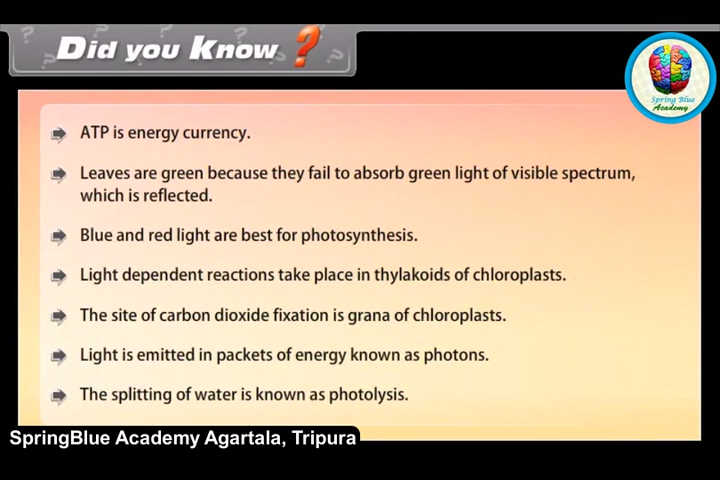 Did you Know ?
Spring Blue
Academy
ATP is energy currency.
Leaves are green because they fail to absorb green light of visible spectrum,
which is reflected.
Blue and red light are best for photosynthesis.
Light dependent reactions take place in thylakoids of chloroplasts.
The site of carbon dioxide fixation is grana of chloroplasts.
Light is emitted in packets of energy known as photons.
The splitting of water is known as photolysis.
SpringBlue Academy Agartala, Tripura